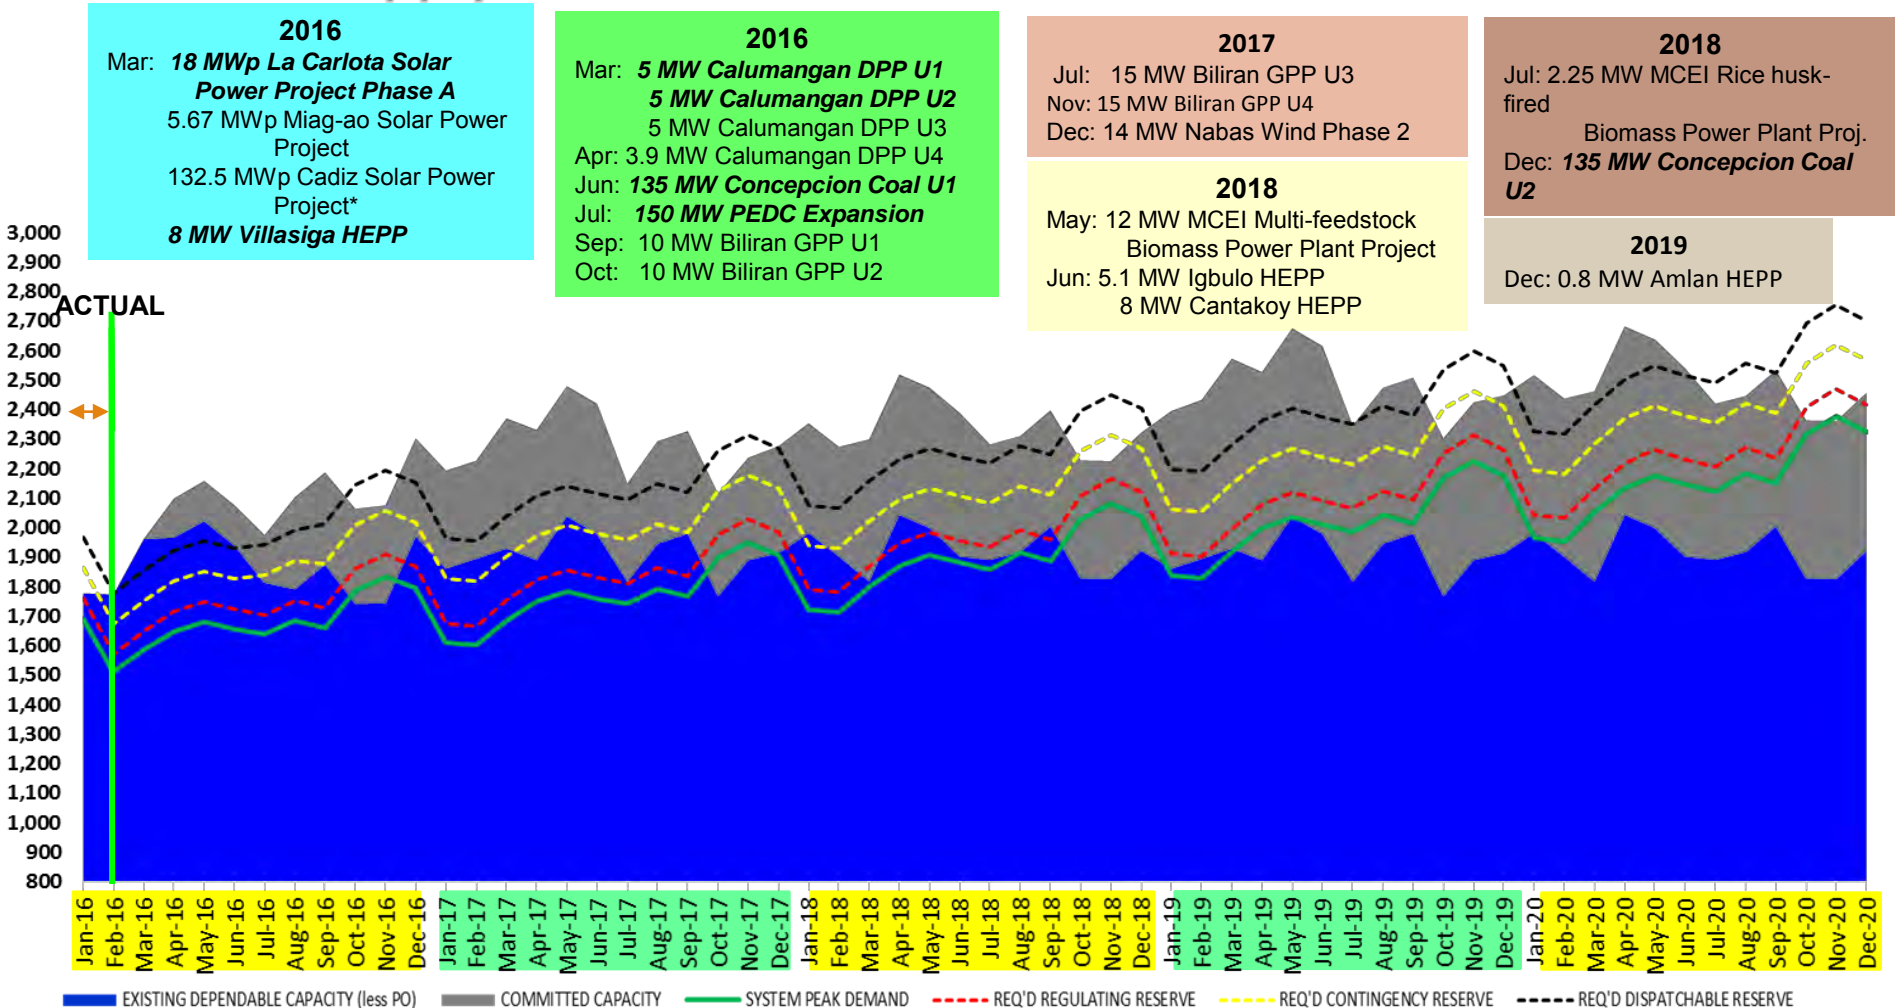 2016
Mar: 18 MWp La Carlota Solar
Power Project Phase A
5.67 MWp Miag-ao Solar Power
Project
132.5 MWp Cadiz Solar Power
Project*
8 MW Villasiga HEPP
2016
Mar: 5 MW Calumangan DPP U1
5 MW Calumangan DPP U2
5 MW Calumangan DPP U3
Apr: 3.9 MW Calumangan DPP U4
Jun: 135 MW Concepcion Coal U1
Jul: 150 MW PEDC Expansion
Sep: 10 MW Biliran GPP U1
Oct: 10 MW Biliran GPP U2
2017
Jul: 15 MW Biliran GPP U3
Nov: 15 MW Biliran GPP U4
Dec: 14 MW Nabas Wind Phase 2
2018
May: 12 MW MCEI Multi-feedstock
Biomass Power Plant Project
Jun: 5.1 MW Igbulo HEPP
8 MW Cantakoy HEPP
2018
Jul: 2.25 MW MCEI Rice husk-
fired
Biomass Power Plant Proj.
Dec: 135 MW Concepcion Coal
U2
2019
Dec: 0.8 MW Amlan HEPP
ACTUAL
3,000
2,900
2,800
2,700
2,600
2,500
2,400
2,300
2,200
2,100
2,000
1,900
1,800
1,700
1,600
1,500
1,400
1,300
1,200
1,100
1,000
900
800
Jan-16
Feb-16
Mar-16
Apr-16
May-16
Jun-16
Jul-16
Aug-16
Sep-16
Oct-16
Nov-16
Dec-16
Jan-17
Feb-17
Mar-17
Apr-17
May-17
Jun-17
Jul-17
Aug-17
Sep-17
Oct-17
Nov-17
Dec-17
Jan-18
Feb-18
Mar-18
Apr-18
May-18
Jun-18
Jul-18
Aug-18
Sep-18
Oct-18
Nov-18
Dec-18
Jan-19
Feb-19
Mar-19
Apr-19
May-19
Jun-19
Jul-19
Aug-19
Sep-19
Oct-19
Nov-19
Dec-19
Jan-20
Feb-20
Mar-20
Apr-20
May-20
Jun-20
Jul-20
Aug-20
Sep-20
Oct-20
Nov-20
Dec-20
EXISTING DEPENDABLE CAPACITY (less PO)
COMMITTED CAPACITY
SYSTEM PEAK DEMAND
REQ'D REGULATING RESERVE
REQ'D CONTINGENCY RESERVE
REQ'D DISPATCHABLE RESERVE